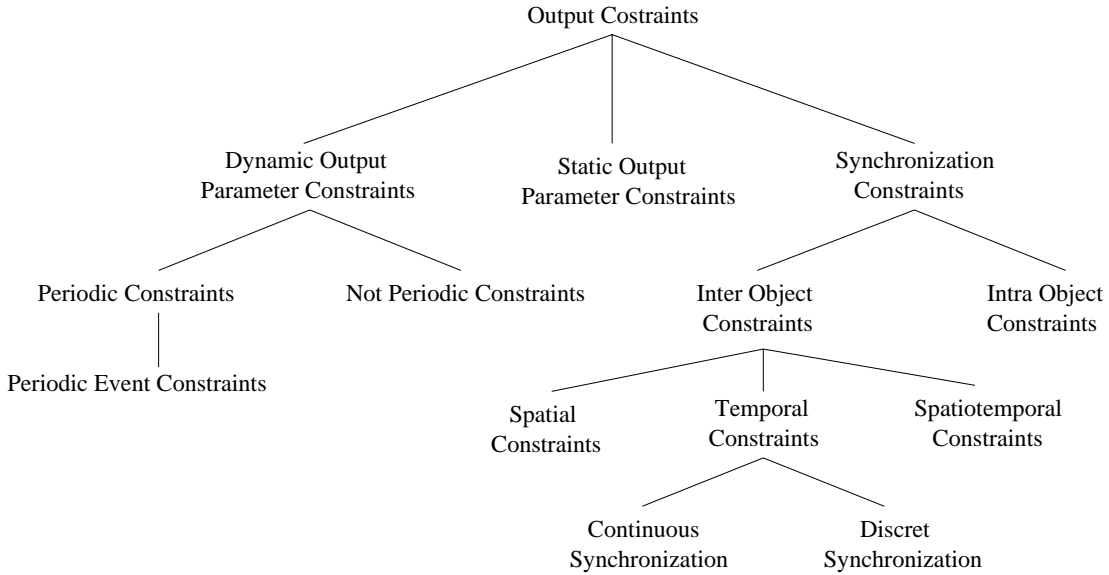 Output Costraints
Dynamic Output
Parameter Constraints
Static Output
Parameter Constraints
Synchronization
Constraints
Periodic Constraints
Not Periodic Constraints
Inter Object
Constraints
Intra Object
Constraints
Periodic Event Constraints
Spatial
Constraints
Temporal
Constraints
Spatiotemporal
Constraints
Continuous
Synchronization
Discret
Synchronization